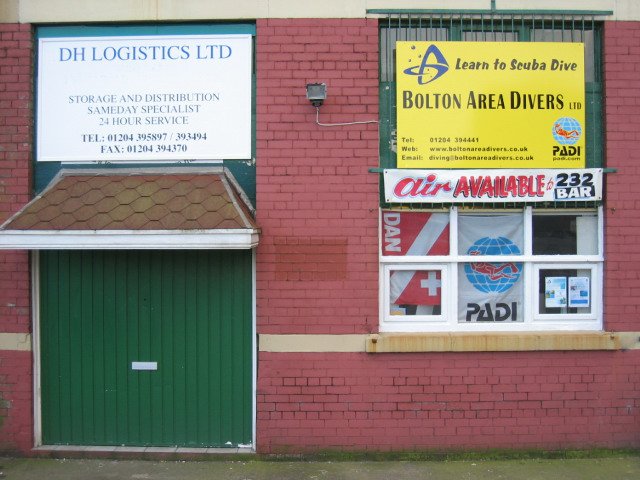 DH LOGISTICS LTD
STORAGE AND DISTRIBUTION
SAMEDAY SPECIALIST
24 HOUR SERVICE
TEL: 01204 395897 / 393494
FAX: 01204 394370
Learn to Scuba Dive
BOLTON AREA DIVERS LTD
Tel: 01204 394441
Web: www.boltonareadivers.co.uk
Email: diving@boltonareadivers.co.uk
PADI
padi.com
air AVAILABLE to 232 BAR
DAN
PADI